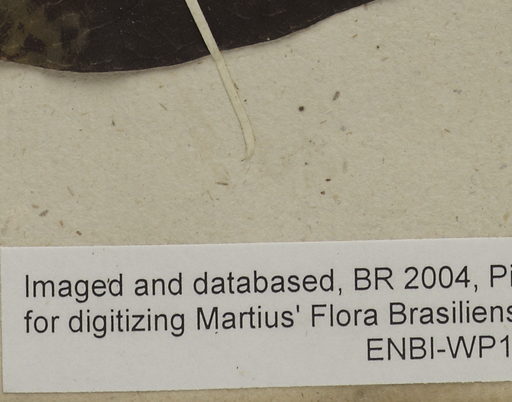 Imaged and databased, BR 2004, Pi
for digitizing Martius' Flora Brasiliens
ENBI-WP1